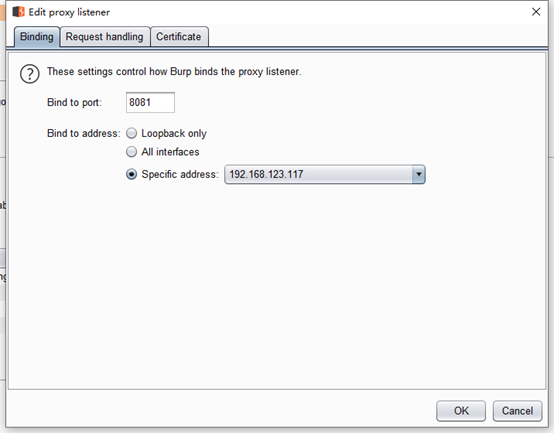 Edit proxy listener
Binding Request handling Certificate
? These settings control how Burp binds the proxy listener.
Bind to port: 8081
Bind to address: Loopback only
All interfaces
Specific address: 192.168.123.117
OK Cancel